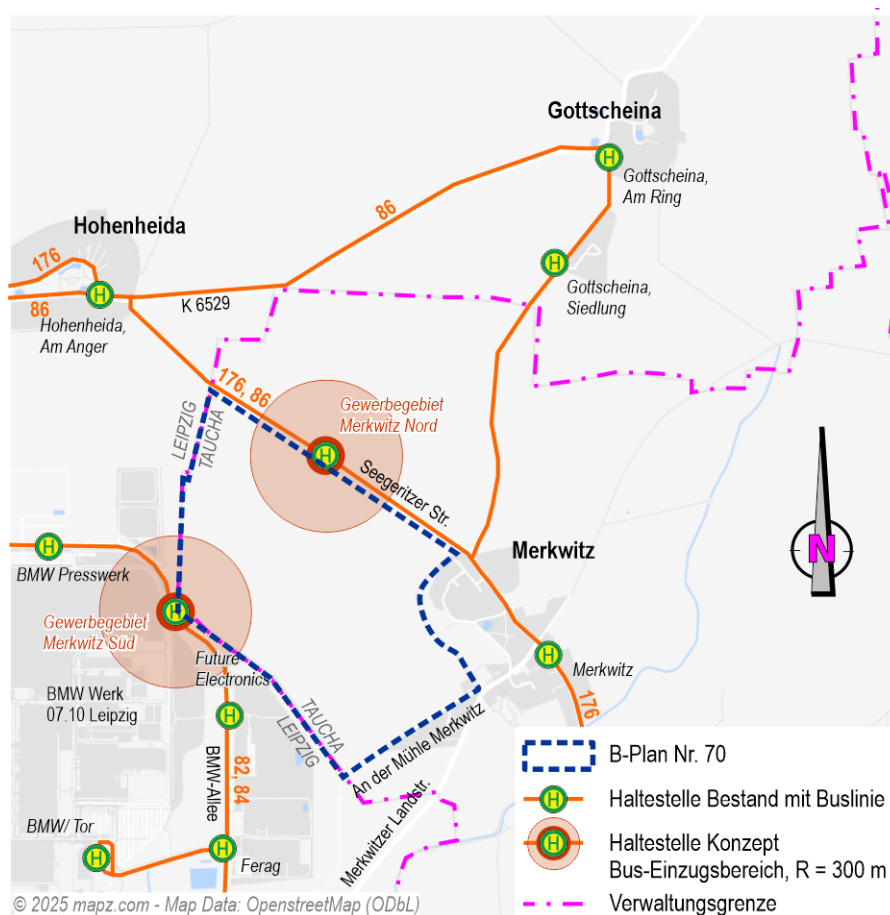 Gottscheina
H
Gottscheina,
Am Ring
86
Hohenheida
176
H
86
K 6529
Hohenheida,
Am Anger
H
Gottscheina,
Siedlung
176, 86
LEIPZIG
TAUCHA
Gewerbegebiet
Merkwitz Nord
H
Seegeritzer Str.
Merkwitz
N
H
BMW Presswerk
Gewerbegebiet
Merkwitz Süd
H
Future
Electronics
H
Merkwitz
176
BMW Werk
07.10 Leipzig
H
TAUCHA
LEIPZIG
An der Mühle Merkwitz
82, 84
BMW-Allee
Merkwitzer Landstr.
BMW/ Tor
H
H
Ferag
B-Plan Nr. 70
H
Haltestelle Bestand mit Buslinie
H
Haltestelle Konzept
Bus-Einzugsbereich, R = 300 m
Verwaltungsgrenze
© 2025 mapz.com - Map Data: OpenstreetMap (ODbL)